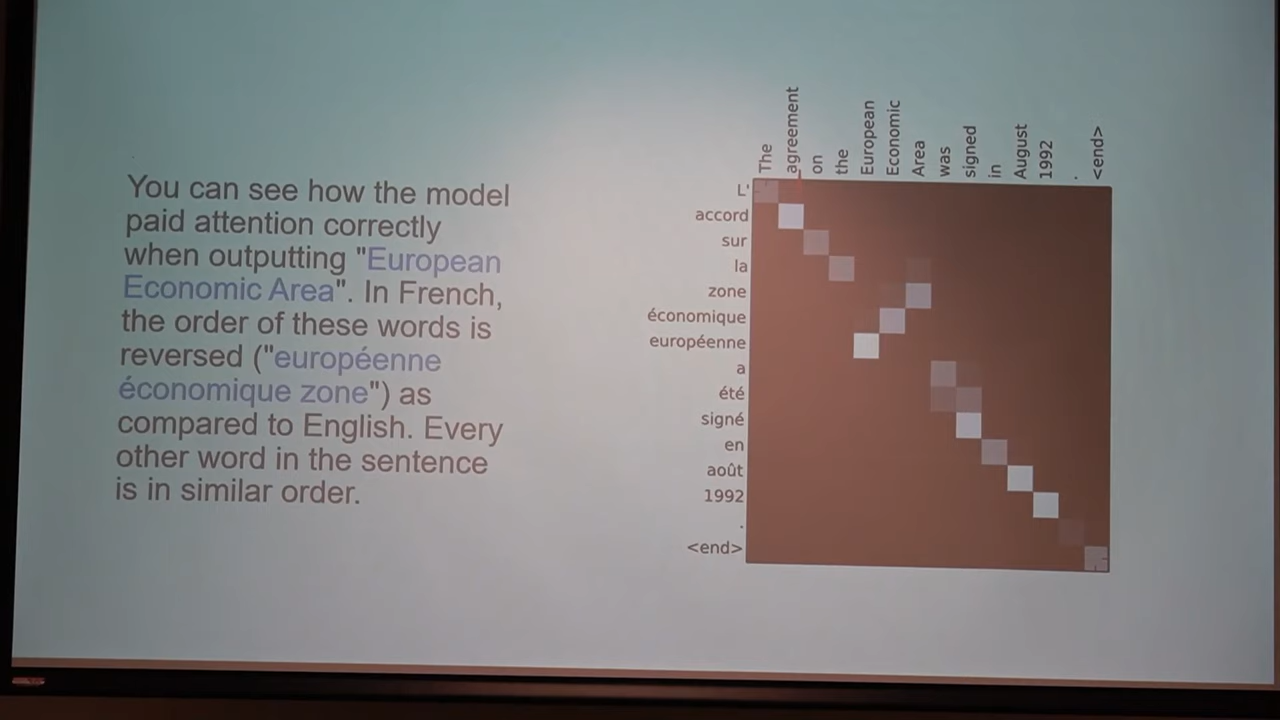 You can see how the model
paid attention correctly
when outputting "European
Economic Area". In French,
the order of these words is
reversed ("européenne
économique zone") as
compared to English. Every
other word in the sentence
is in similar order.
The
agreement
on
the
European
Economic
Area
was
signed
in
August
1992
.
<end>
L'
accord
sur
la
zone
économique
européenne
a
été
signé
en
août
1992
.
<end>